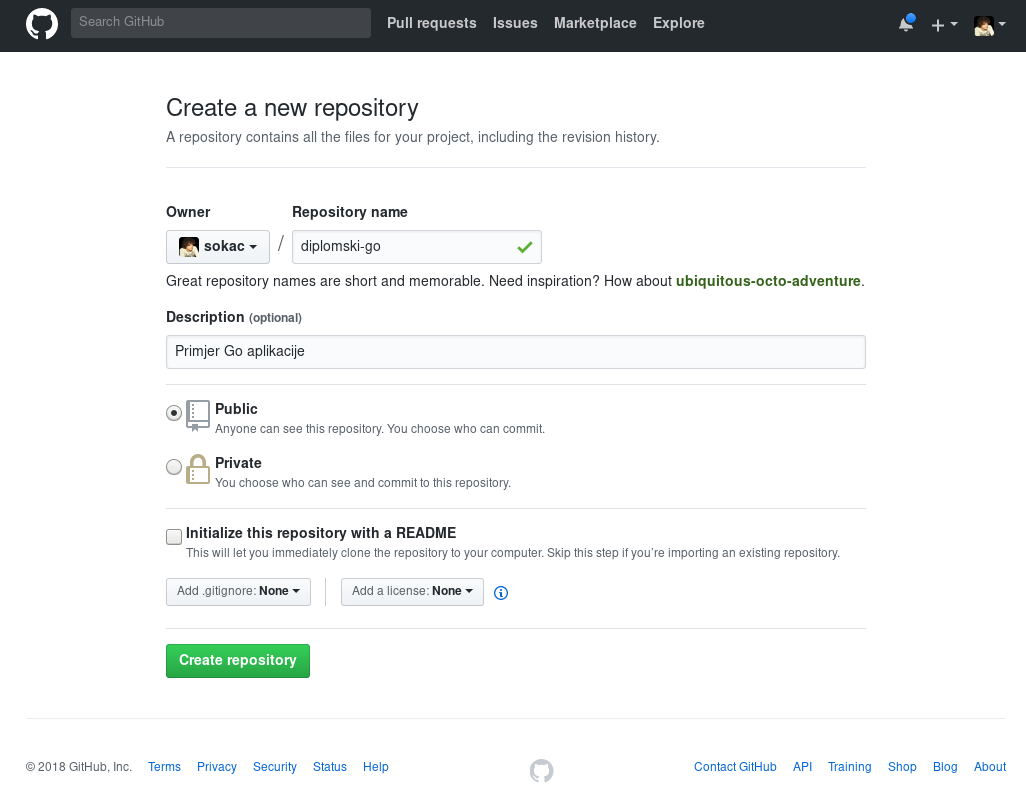 Search GitHub Pull requests Issues Marketplace Explore
Create a new repository
A repository contains all the files for your project, including the revision history.
Owner Repository name
sokac / diplomski-go
Great repository names are short and memorable. Need inspiration? How about ubiquitous-octo-adventure.
Description (optional)
Primjer Go aplikacije
Public
Anyone can see this repository. You choose who can commit.
Private
You choose who can see and commit to this repository.
Initialize this repository with a README
This will let you immediately clone the repository to your computer. Skip this step if you’re importing an existing repository.
Add .gitignore: None Add a license: None
Create repository
© 2018 GitHub, Inc. Terms Privacy Security Status Help Contact GitHub API Training Shop Blog About